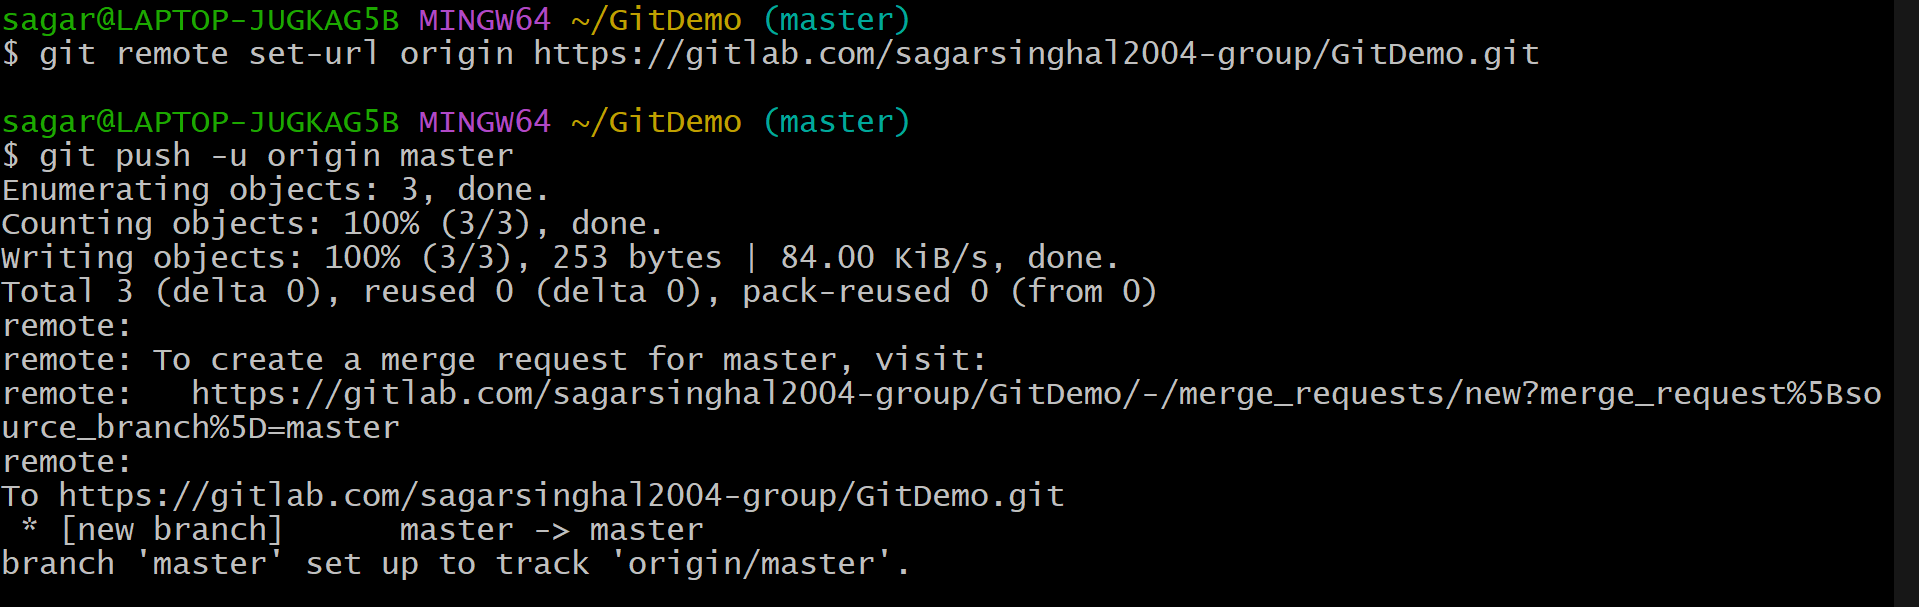 sagar@LAPTOP-JUGKAG5B MINGW64 ~/GitDemo (master)
$ git remote set-url origin https://gitlab.com/sagarsinghal2004-group/GitDemo.git
sagar@LAPTOP-JUGKAG5B MINGW64 ~/GitDemo (master)
$ git push -u origin master
Enumerating objects: 3, done.
Counting objects: 100% (3/3), done.
Writing objects: 100% (3/3), 253 bytes | 84.00 KiB/s, done.
Total 3 (delta 0), reused 0 (delta 0), pack-reused 0 (from 0)
remote:
remote: To create a merge request for master, visit:
remote:   https://gitlab.com/sagarsinghal2004-group/GitDemo/-/merge_requests/new?merge_request%5Bso
urce_branch%5D=master
remote:
To https://gitlab.com/sagarsinghal2004-group/GitDemo.git
 * [new branch]      master -> master
branch 'master' set up to track 'origin/master'.